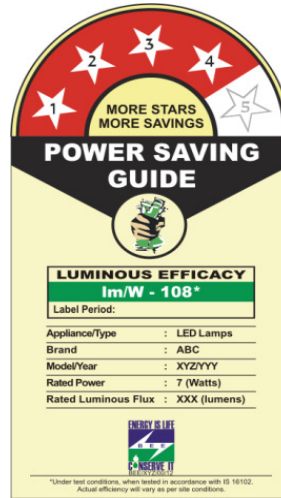 1 2 3 4 5
MORE STARS
MORE SAVINGS
POWER SAVING
GUIDE
LUMINOUS EFFICACY
lm/W - 108*
Label Period:
Appliance/Type : LED Lamps
Brand : ABC
Model/Year : XYZ/YYY
Rated Power : 7 (Watts)
Rated Luminous Flux : XXX (lumens)
ENERGY IS LIFE
BEE
CONSERVE IT
*Under test conditions, when tested in accordance with IS 16102.
Actual efficiency will vary as per site conditions.